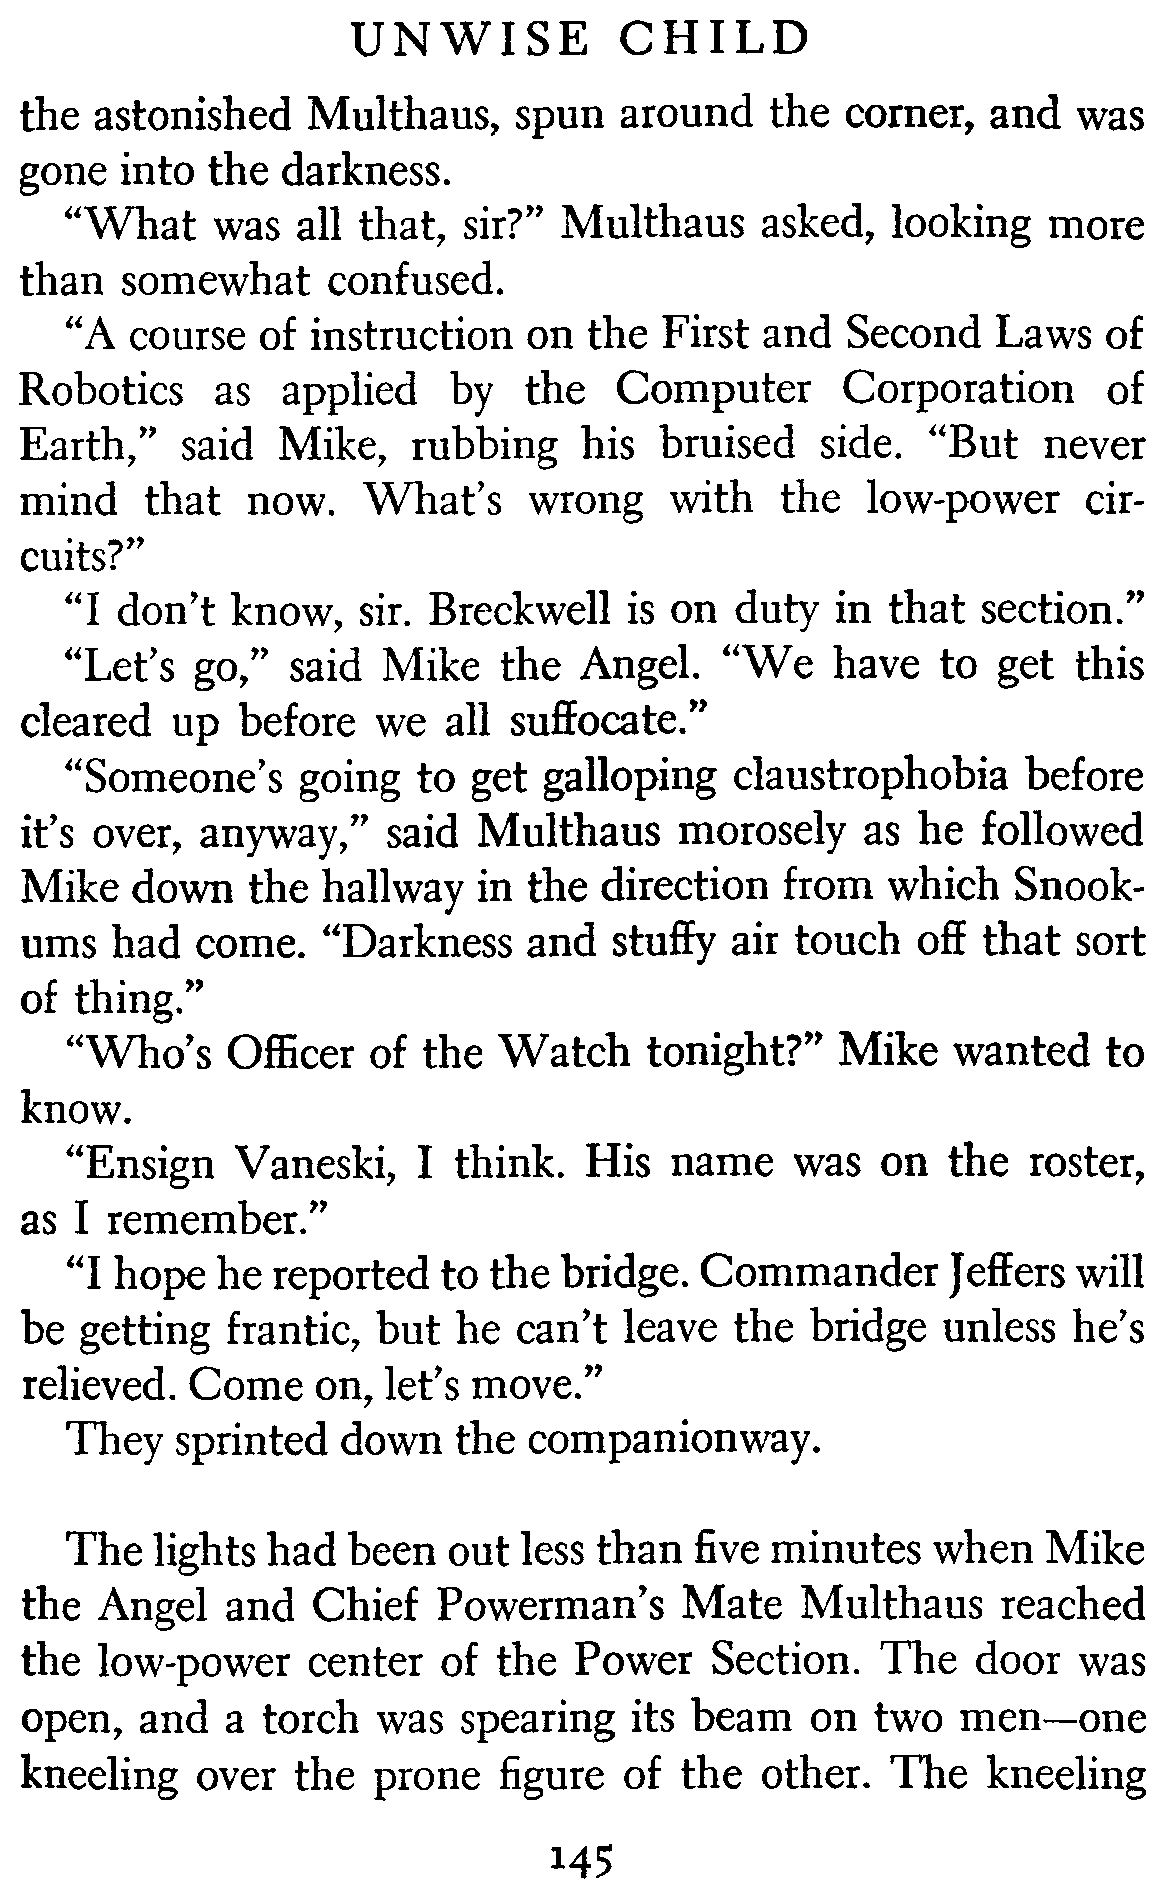 UNWISE CHILD
the astonished Multhaus, spun around the corner, and was
gone into the darkness.
“What was all that, sir?” Multhaus asked, looking more
than somewhat confused.
“A course of instruction on the First and Second Laws of
Robotics as applied by the Computer Corporation of
Earth,” said Mike, rubbing his bruised side. “But never
mind that now. What’s wrong with the low-power cir-
cuits?”
“I don’t know, sir. Breckwell is on duty in that section.”
“Let’s go,” said Mike the Angel. “We have to get this
cleared up before we all suffocate.”
“Someone’s going to get galloping claustrophobia before
it’s over, anyway,” said Multhaus morosely as he followed
Mike down the hallway in the direction from which Snook-
ums had come. “Darkness and stuffy air touch off that sort
of thing.”
“Who’s Officer of the Watch tonight?” Mike wanted to
know.
“Ensign Vaneski, I think. His name was on the roster,
as I remember.”
“I hope he reported to the bridge. Commander Jeffers will
be getting frantic, but he can’t leave the bridge unless he’s
relieved. Come on, let’s move.”
They sprinted down the companionway.
The lights had been out less than five minutes when Mike
the Angel and Chief Powerman’s Mate Multhaus reached
the low-power center of the Power Section. The door was
open, and a torch was spearing its beam on two men—one
kneeling over the prone figure of the other. The kneeling
145